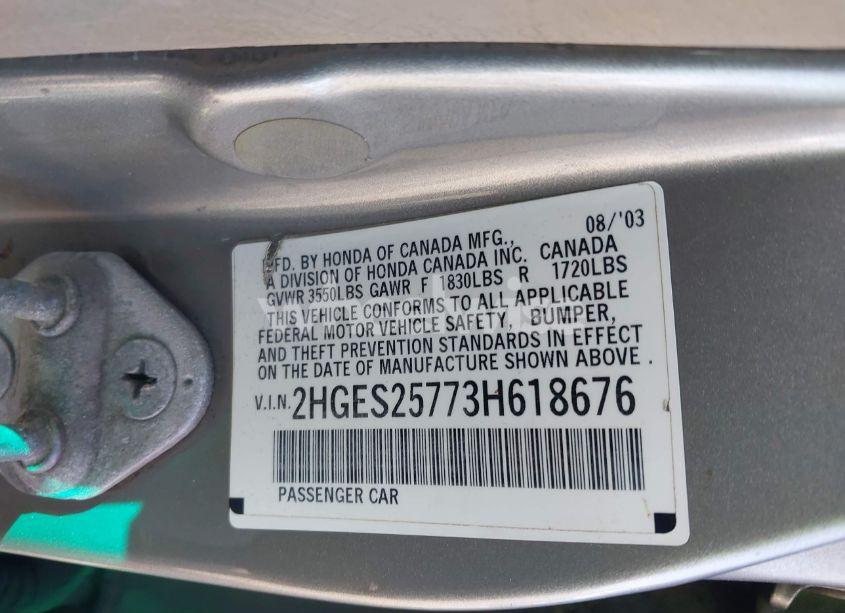 08/'03
MFD. BY HONDA OF CANADA MFG.,
A DIVISION OF HONDA CANADA INC. CANADA
GVWR 3550LBS GAWR F 1830LBS R 1720LBS
THIS VEHICLE CONFORMS TO ALL APPLICABLE
FEDERAL MOTOR VEHICLE SAFETY, BUMPER,
AND THEFT PREVENTION STANDARDS IN EFFECT
ON THE DATE OF MANUFACTURE SHOWN ABOVE.
V.I.N. 2HGES25773H618676
PASSENGER CAR